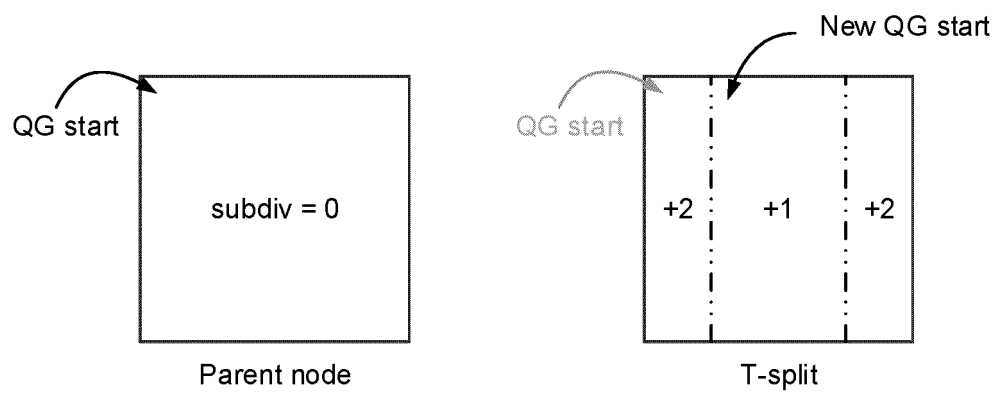 New QG start
QG start
QG start
subdiv = 0
+2
+1
+2
Parent node
T-split